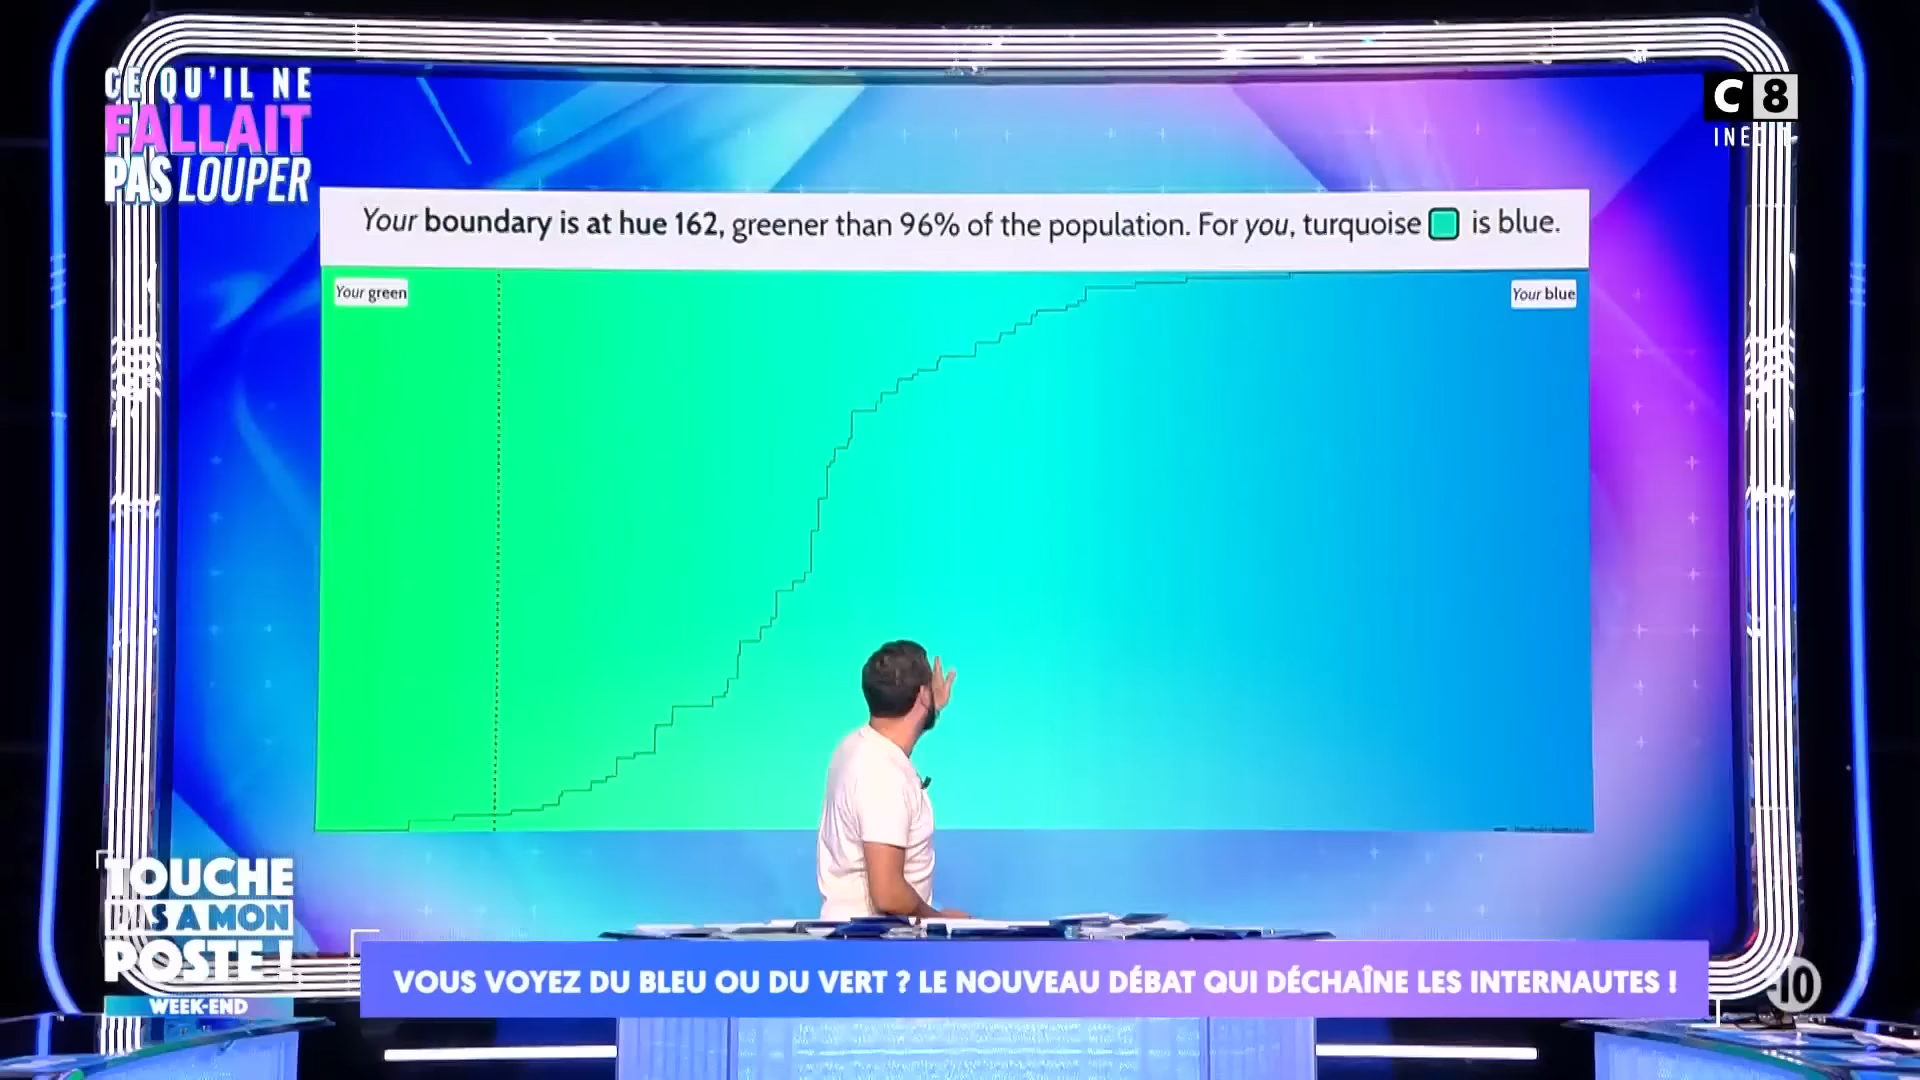 CE QU'IL NE
FALLAIT
PAS LOUPER
C8
INEDIT
Your boundary is at hue 162, greener than 96% of the population. For you, turquoise is blue.
Your green
Your blue
TOUCHE
PAS A MON
POSTE !
WEEK-END
VOUS VOYEZ DU BLEU OU DU VERT ? LE NOUVEAU DÉBAT QUI DÉCHAÎNE LES INTERNAUTES !
-10